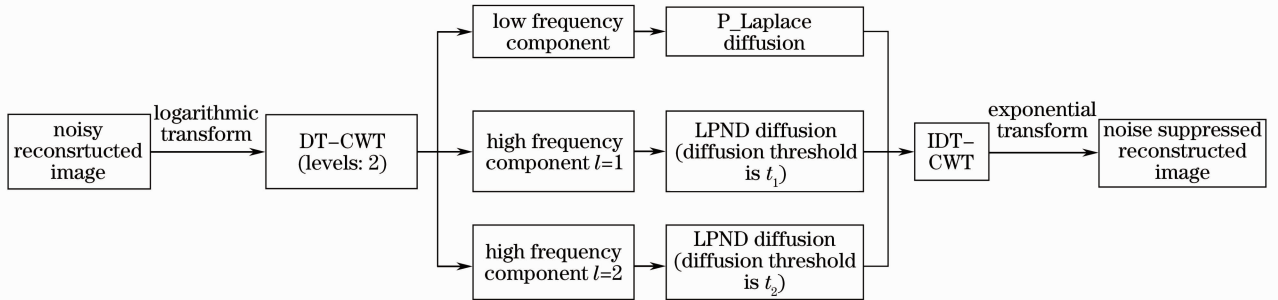 noisy
reconsrtucted
image
logarithmic
transform
DT-CWT
(levels: 2)
low frequency
component
P_Laplace
diffusion
high frequency
component l=1
LPND diffusion
(diffusion threshold
is t1)
high frequency
component l=2
LPND diffusion
(diffusion threshold
is t2)
IDT-
CWT
exponential
transform
noise suppressed
reconstructed
image